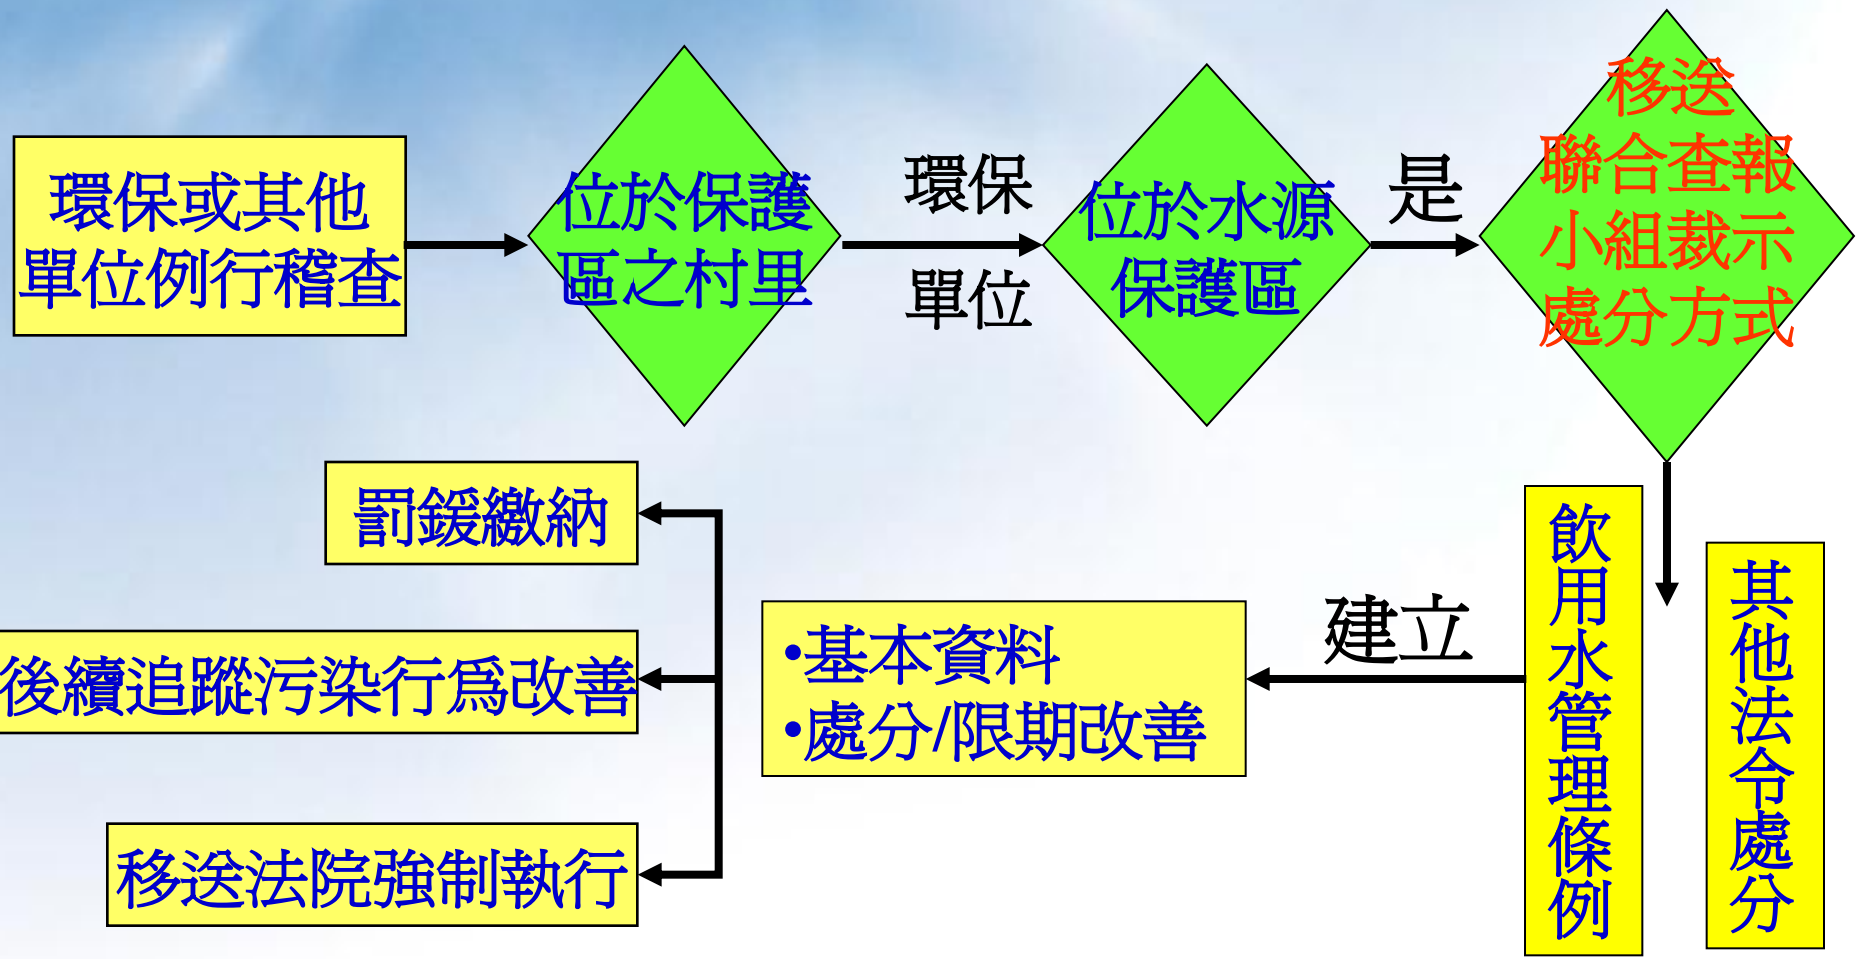 環保或其他
單位例行稽查
位於保護
區之村里
環保
單位
位於水源
保護區
是
移送
聯合查報
小組裁示
處分方式
飲用水管理條例
其他法令處分
建立
•基本資料
•處分/限期改善
罰鍰繳納
後續追蹤污染行為改善
移送法院強制執行